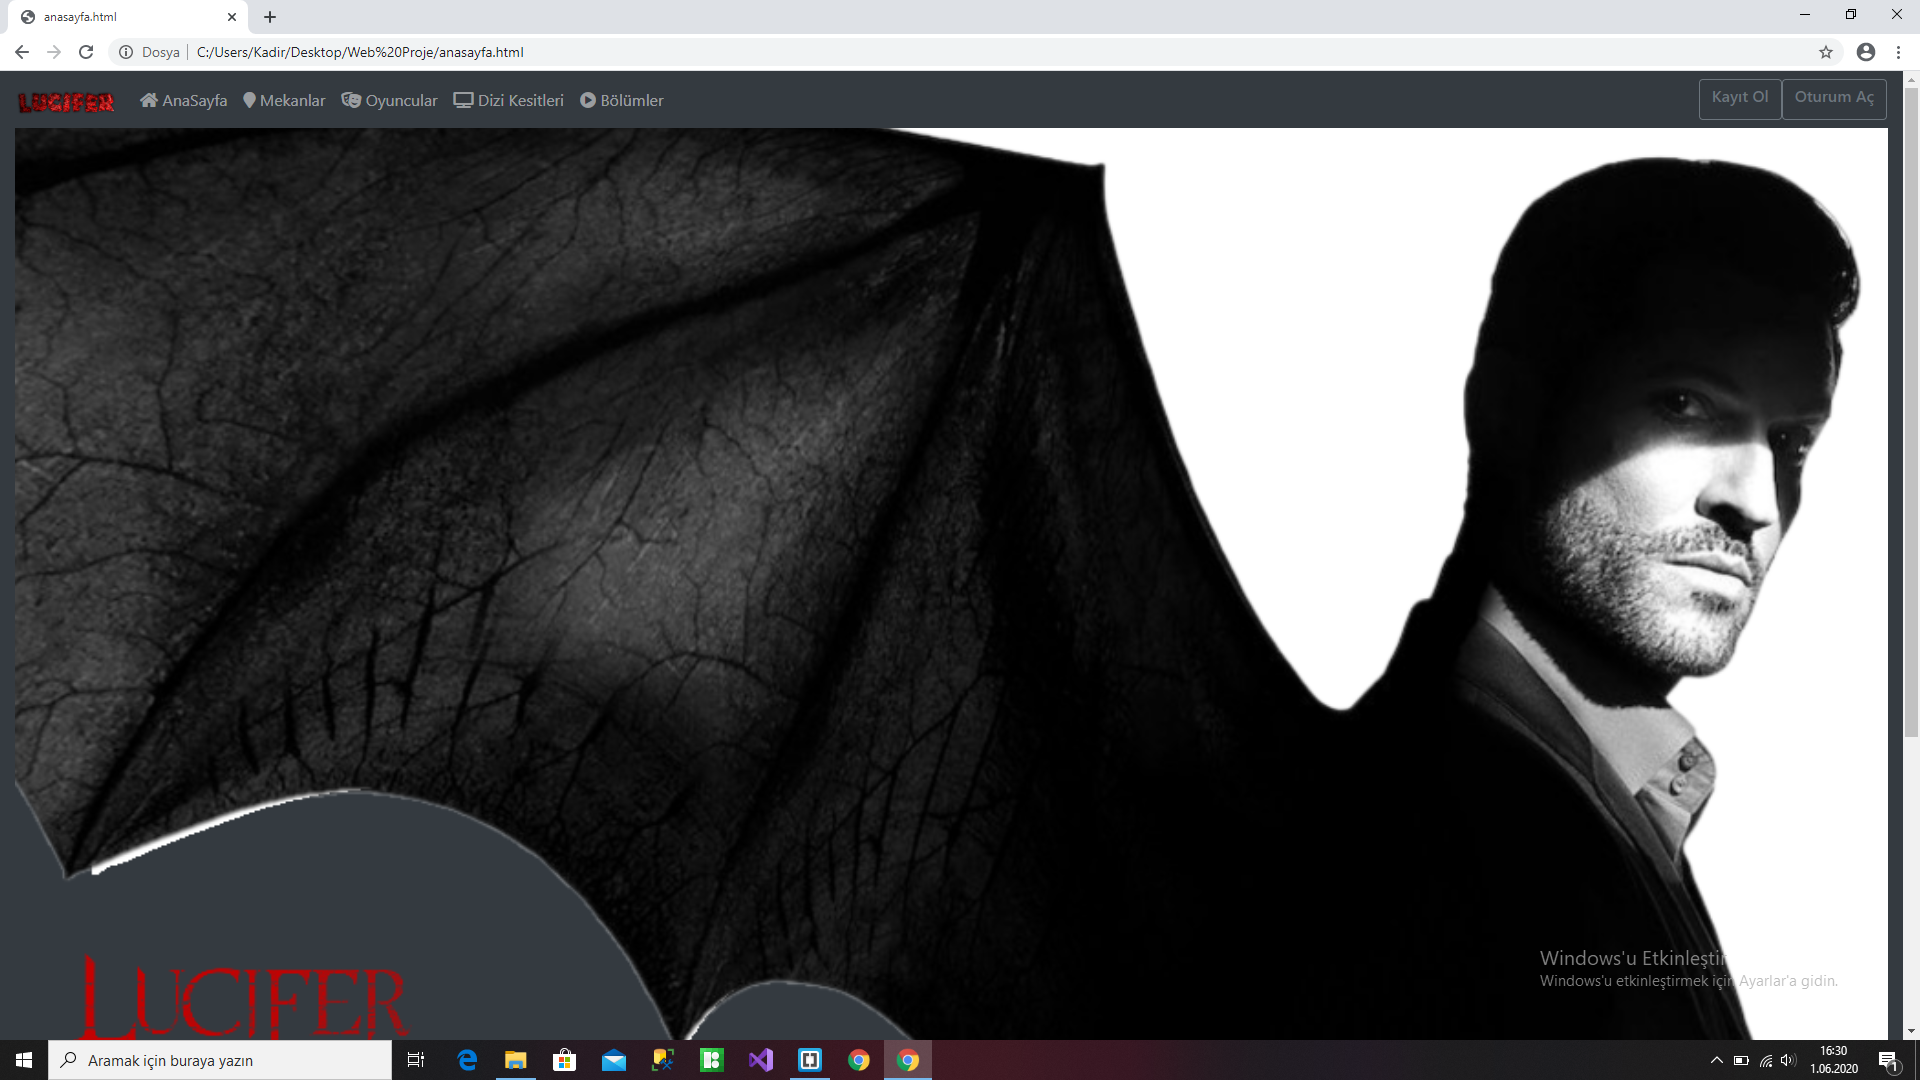 anasayfa.html
Dosya
C:/Users/Kadir/Desktop/Web%20Proje/anasayfa.html
LUCIFER
AnaSayfa
Mekanlar
Oyuncular
Dizi Kesitleri
Bölümler
Kayıt Ol
Oturum Aç
Windows'u Etkinleştir
Windows'u etkinleştirmek için Ayarlar'a gidin.
LUCIFER
Aramak için buraya yazın
16:30
1.06.2020
1